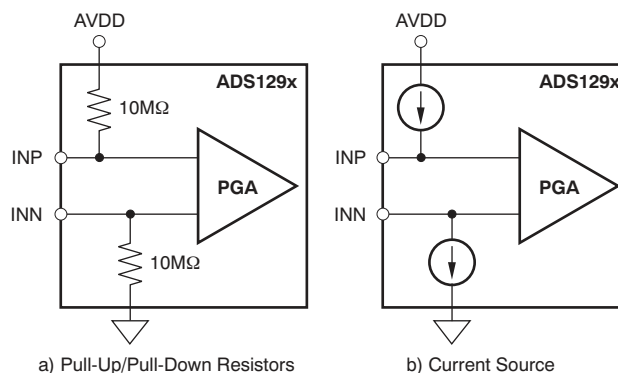 AVDD
ADS129x
10MΩ
INP
PGA
INN
10MΩ
a) Pull-Up/Pull-Down Resistors
AVDD
ADS129x
INP
PGA
INN
b) Current Source